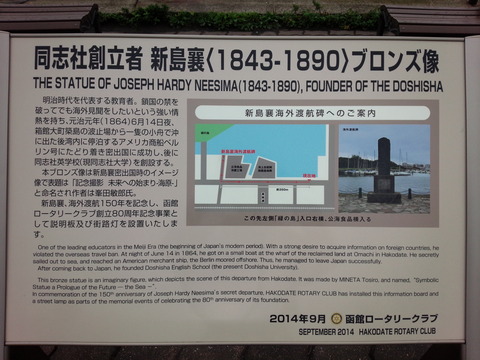 同志社創立者 新島襄〈1843-1890〉ブロンズ像
THE STATUE OF JOSEPH HARDY NEESIMA(1843-1890), FOUNDER OF THE DOSHISHA
明治時代を代表する教育者。鎖国の禁
を破ってでも海外見聞をしたいという強い情
熱を持ち、元治元年(1864)6月14日夜、
箱館大町築島の波止場から一隻の小舟で沖
に出た後湾内に停泊するアメリカ商船ベル
リン号にたどり着き密出国に成功し、後に
同志社英学校(現同志社大学)を創設する。
本ブロンズ像は新島襄密出国時のイメージ
像で表題は「記念撮影 未来への始まり-海原-」
と命名され作者は峯田敏郎氏。
新島襄、海外渡航150年を記念し、函
館ロータリークラブ創立80周年記念事業と
して説明板及び街路灯を設置いたしま
す。
新島襄海外渡航碑へのご案内
新島襄海外渡航碑
この先左側「緑の島」入口右横、公海食品様入る
One of the leading educators in the Meiji Era (the beginning of Japan's modern period). With a strong desire to acquire information on foreign countries, he
violated the overseas travel ban. At night of June 14 in 1864, he got on a small boat at the wharf of the reclaimed land at Omachi in Hakodate. He secretly
sailed out to sea, and reached an American merchant ship, the Berlin moored offshore. Thus, he managed to leave Japan successfully.
After coming back to Japan, he founded Doshisha English School (the present Doshisha University).
This bronze statue is an imaginary figure, which depicts the scene of this departure from Hakodate. It was made by MINETA Tosiro, and named, "Symbolic
Statue a Prologue of the Future — the Sea —".
In commemoration of the 150th anniversary of Joseph Hardy Neesima's secret departure, HAKODATE ROTARY CLUB has installed this information board and
a street lamp as parts of the memorial events of celebrating the 80th anniversary of its foundation.
2014年9月 函館ロータリークラブ
SEPTEMBER 2014 HAKODATE ROTARY CLUB